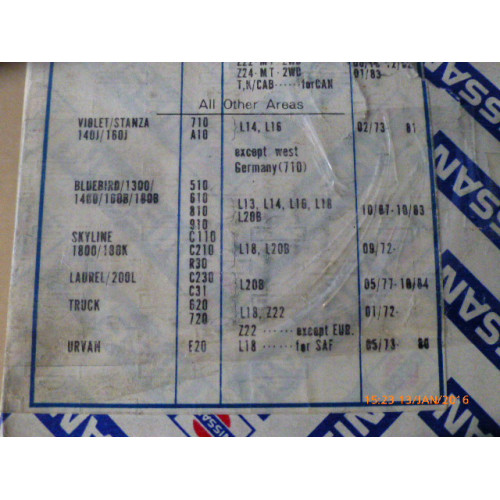 Z24·MT·2WD
T,N/CAB······forCAN 01/83-
All Other Areas
VIOLET/STANZA 710 L14, L16 02/73- 81
140J/160J A10
except west
Germany(710)
BLUEBIRD/1300/ 510
1400/1600/1800 610 L13, L14, L16, L18
810 L20B 10/67-10/83
910
SKYLINE C110
1800/180K C210 L18, L20B 09/72-
R30
LAUREL/200L C230 L20B 05/77-10/84
C31
TRUCK 620 L18, Z22 01/72-
720
Z22 ······ except EUR.
URVAN E20 L18 ······ for SAF 05/73- 86
NISSAN
NISSAN
NISSAN
15:23 13/JAN/2016